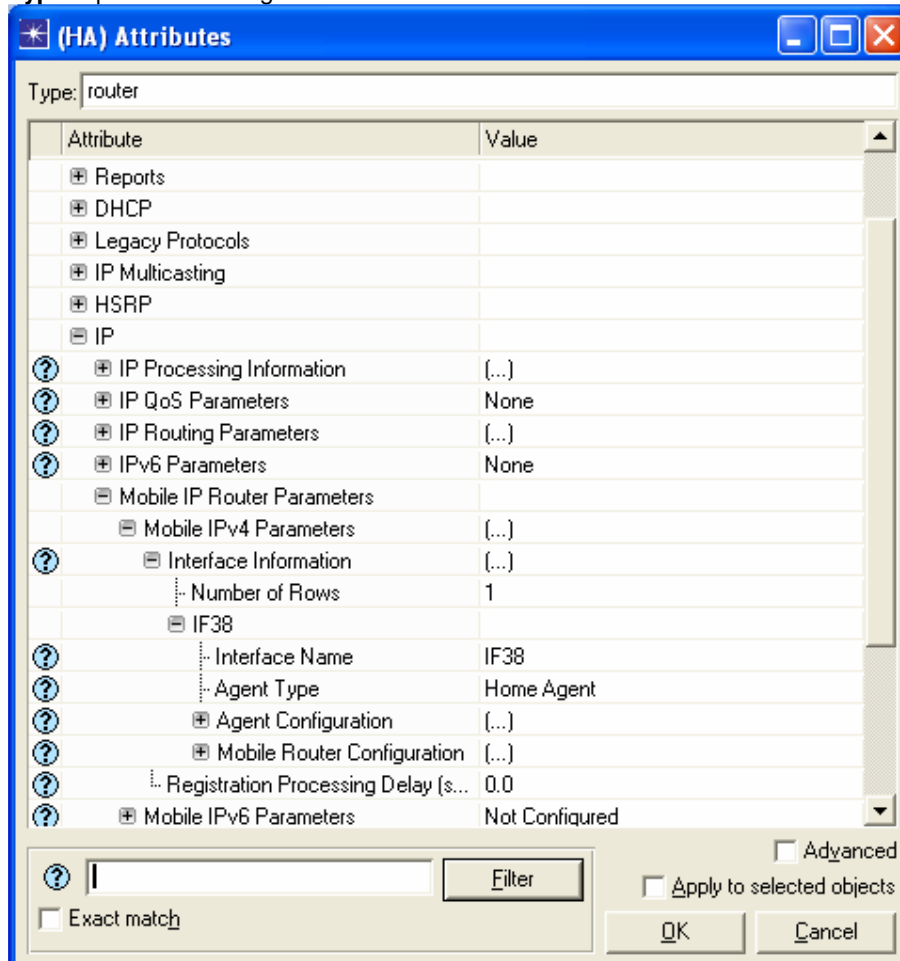 (HA) Attributes
Type: router
Attribute Value
Reports
DHCP
Legacy Protocols
IP Multicasting
HSRP
IP
IP Processing Information (...)
IP QoS Parameters None
IP Routing Parameters (...)
IPv6 Parameters None
Mobile IP Router Parameters
Mobile IPv4 Parameters (...)
Interface Information (...)
Number of Rows 1
IF38
Interface Name IF38
Agent Type Home Agent
Agent Configuration (...)
Mobile Router Configuration (...)
Registration Processing Delay (s... 0.0
Mobile IPv6 Parameters Not Configured
Advanced
Filter
Apply to selected objects
Exact match
OK Cancel